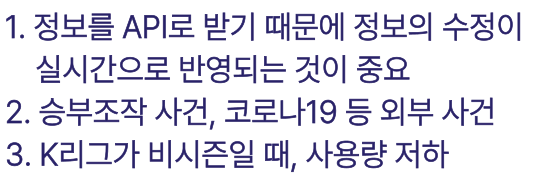 1. 정보를 API로 받기 때문에 정보의 수정이
실시간으로 반영되는 것이 중요
2. 승부조작 사건, 코로나19 등 외부 사건
3. K리그가 비시즌일 때, 사용량 저하